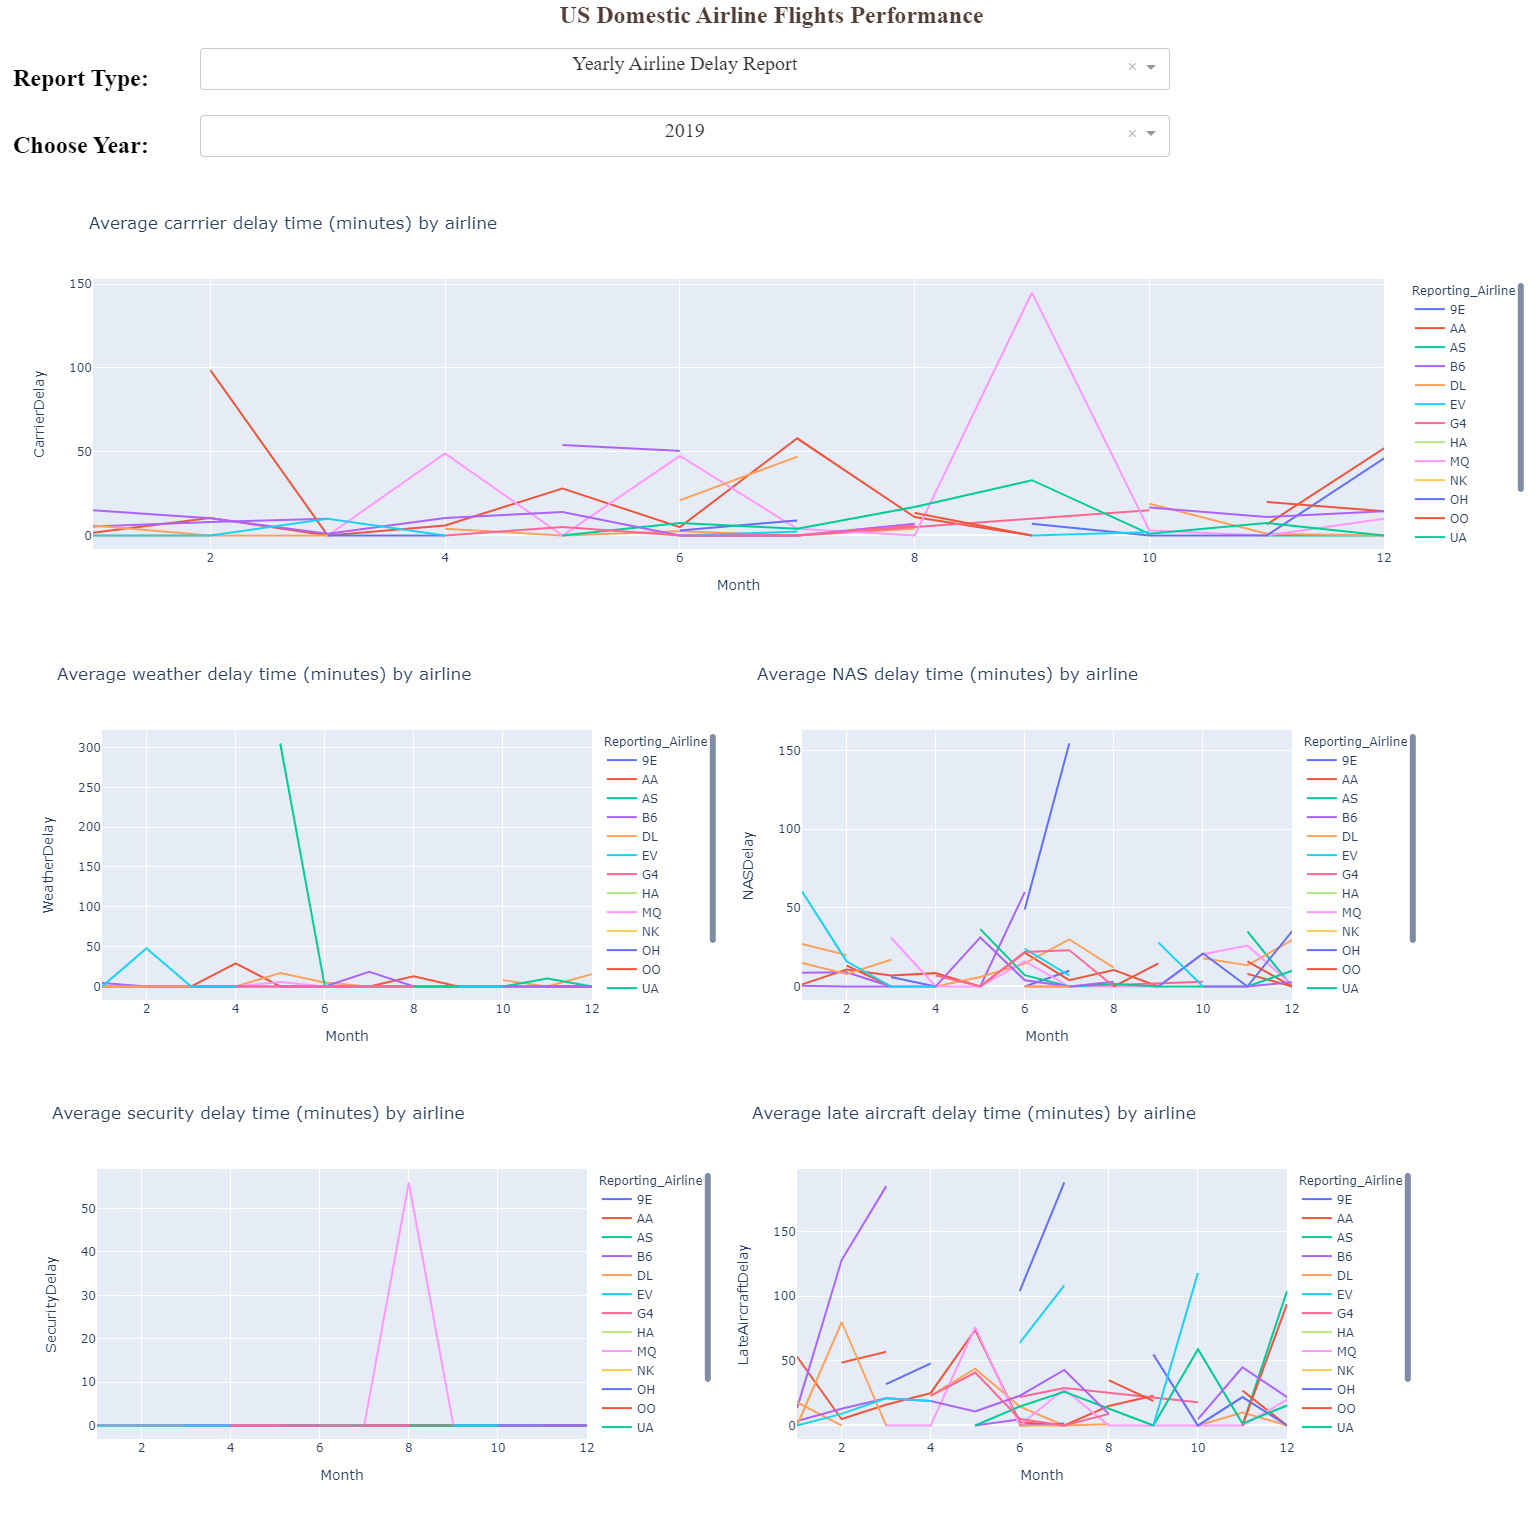 US Domestic Airline Flights Performance
Report Type:
Yearly Airline Delay Report
×
Choose Year:
2019
×
Average carrrier delay time (minutes) by airline
CarrierDelay
150
100
50
0
2 4 6 8 10 12
Month
Reporting_Airline
9E
AA
AS
B6
DL
EV
G4
HA
MQ
NK
OH
OO
UA
Average weather delay time (minutes) by airline
WeatherDelay
300
250
200
150
100
50
0
2 4 6 8 10 12
Month
Reporting_Airline
9E
AA
AS
B6
DL
EV
G4
HA
MQ
NK
OH
OO
UA
Average NAS delay time (minutes) by airline
NASDelay
150
100
50
0
2 4 6 8 10 12
Month
Reporting_Airline
9E
AA
AS
B6
DL
EV
G4
HA
MQ
NK
OH
OO
UA
Average security delay time (minutes) by airline
SecurityDelay
50
40
30
20
10
0
2 4 6 8 10 12
Month
Reporting_Airline
9E
AA
AS
B6
DL
EV
G4
HA
MQ
NK
OH
OO
UA
Average late aircraft delay time (minutes) by airline
LateAircraftDelay
150
100
50
0
2 4 6 8 10 12
Month
Reporting_Airline
9E
AA
AS
B6
DL
EV
G4
HA
MQ
NK
OH
OO
UA